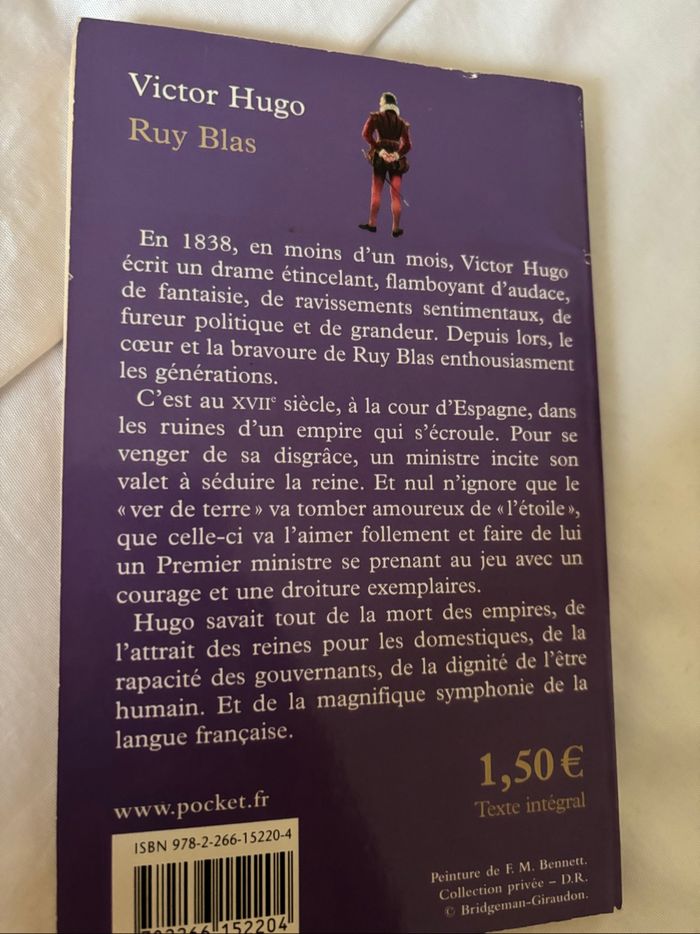 Victor Hugo
Ruy Blas
En 1838, en moins d'un mois, Victor Hugo
écrit un drame étincelant, flamboyant d'audace,
de fantaisie, de ravissements sentimentaux, de
fureur politique et de grandeur. Depuis lors, le
cœur et la bravoure de Ruy Blas enthousiasment
les générations.
C'est au XVIIe siècle, à la cour d'Espagne, dans
les ruines d'un empire qui s'écroule. Pour se
venger de sa disgrâce, un ministre incite son
valet à séduire la reine. Et nul n'ignore que le
« ver de terre » va tomber amoureux de « l'étoile »,
que celle-ci va l'aimer follement et faire de lui
un Premier ministre se prenant au jeu avec un
courage et une droiture exemplaires.
Hugo savait tout de la mort des empires, de
l'attrait des reines pour les domestiques, de la
rapacité des gouvernants, de la dignité de l'être
humain. Et de la magnifique symphonie de la
langue française.
1,50 €
Texte intégral
www.pocket.fr
ISBN 978-2-266-15220-4
Peinture de F. M. Bennett.
Collection privée – D.R.
© Bridgeman-Giraudon.
152204